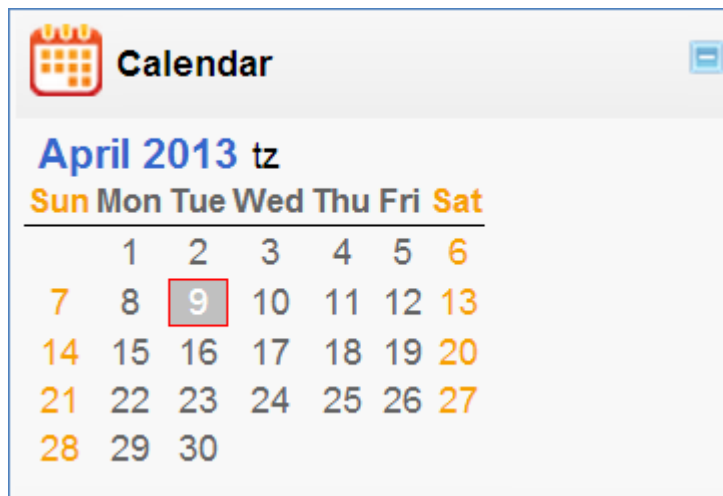 Calendar
April 2013 tz
Sun Mon Tue Wed Thu Fri Sat
1 2 3 4 5 6
7 8 9 10 11 12 13
14 15 16 17 18 19 20
21 22 23 24 25 26 27
28 29 30